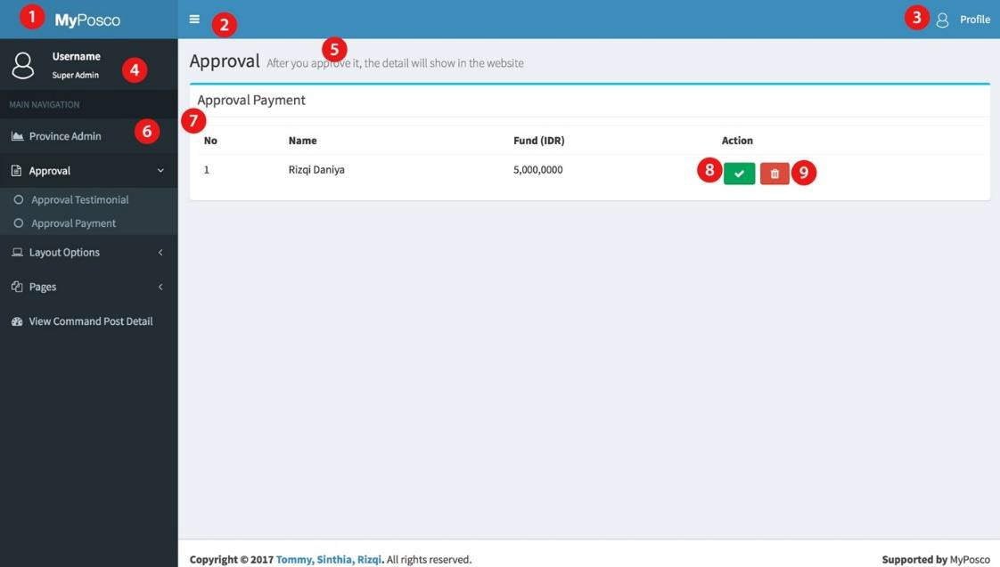 1 MyPosco 2 3 Profile
Username
Super Admin 4
MAIN NAVIGATION
Province Admin 6
Approval
Approval Testimonial
Approval Payment
Layout Options
Pages
View Command Post Detail
5
Approval After you approve it, the detail will show in the website
Approval Payment
7
No Name Fund (IDR) Action
1 Rizqi Daniya 5,000,0000 8 9
Copyright © 2017 Tommy, Sinthia, Rizqi. All rights reserved. Supported by MyPosco